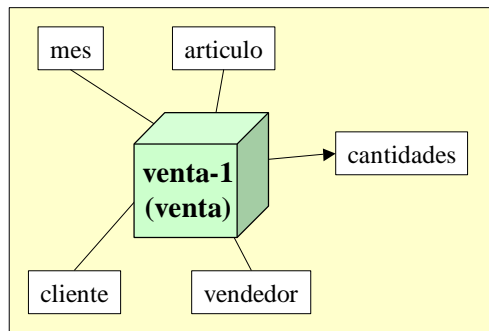 mes
articulo
cantidades
venta-1
(venta)
cliente
vendedor